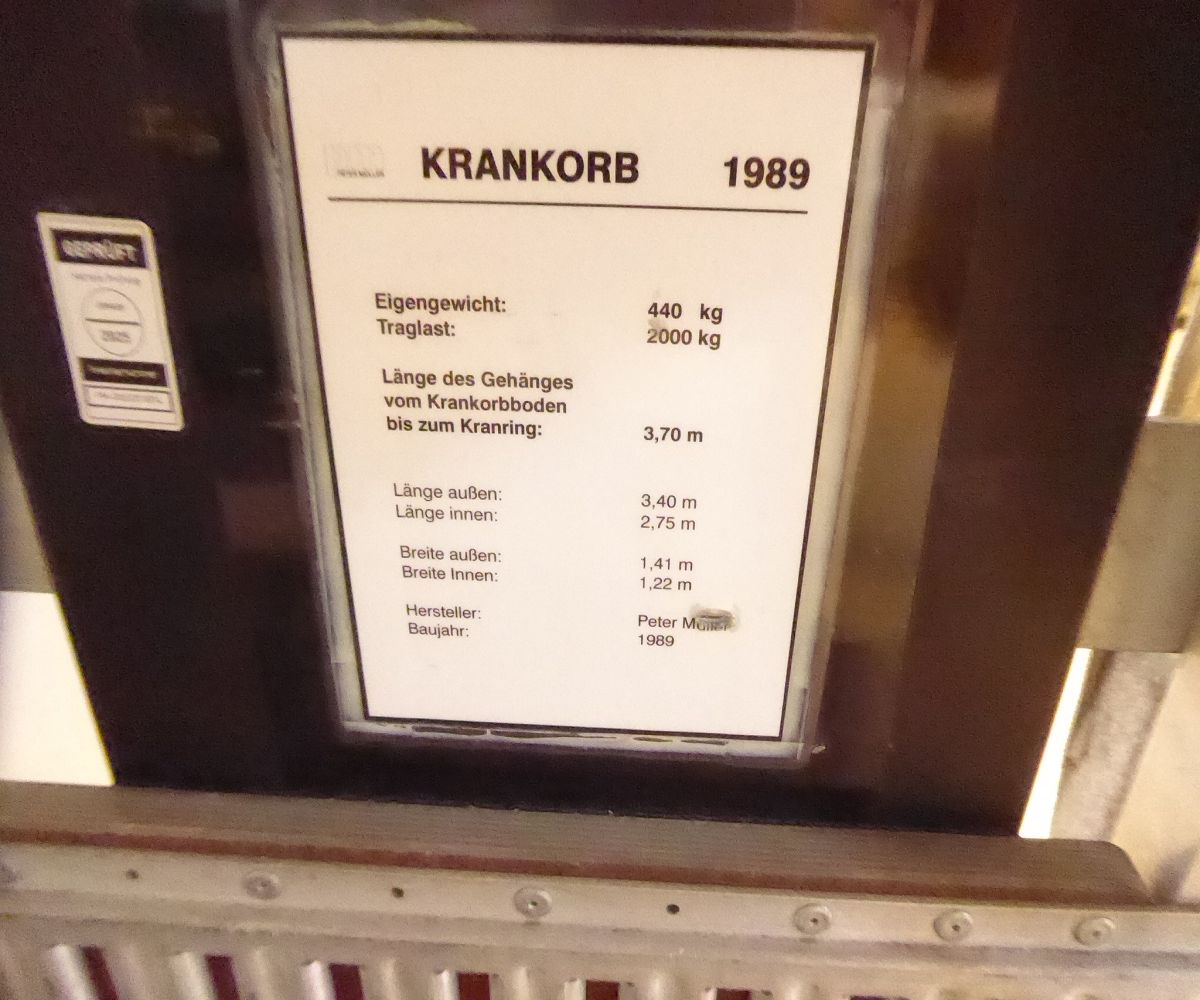 KRANKORB 1989
GEPRÜFT
Eigengewicht: 440 kg
Traglast: 2000 kg
Länge des Gehänges
vom Krankorbboden
bis zum Kranring: 3,70 m
Länge außen: 3,40 m
Länge innen: 2,75 m
Breite außen: 1,41 m
Breite Innen: 1,22 m
Hersteller: Peter Müller
Baujahr: 1989